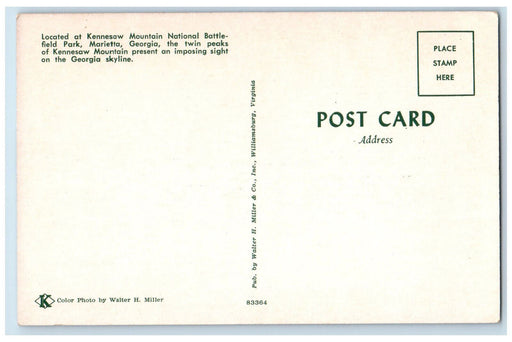 Located at Kennesaw Mountain National Battle-
field Park, Marietta, Georgia, the twin peaks
of Kennesaw Mountain present an imposing sight
on the Georgia skyline.
PLACE
STAMP
HERE
POST CARD
Address
Pub. by Walter H. Miller & Co., Inc., Williamsburg, Virginia
K Color Photo by Walter H. Miller
83364